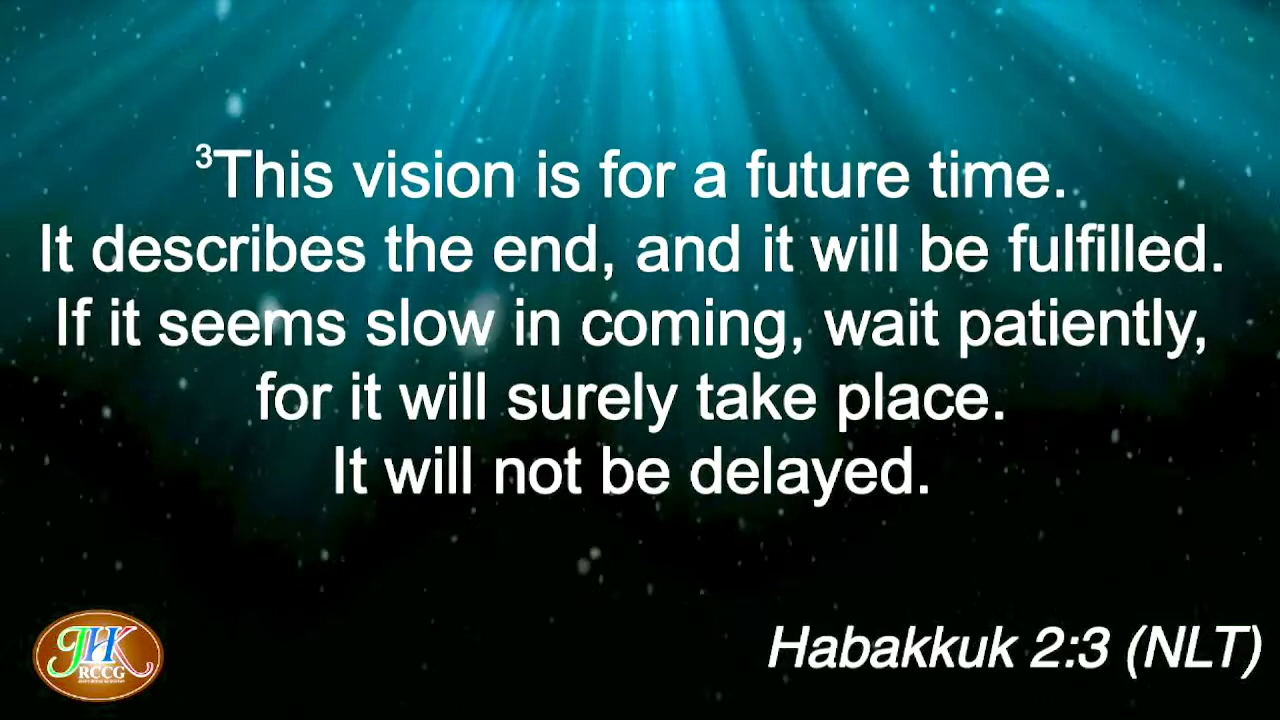 ³This vision is for a future time.
It describes the end, and it will be fulfilled.
If it seems slow in coming, wait patiently,
for it will surely take place.
It will not be delayed.
Habakkuk 2:3 (NLT)
JHK
RCCG